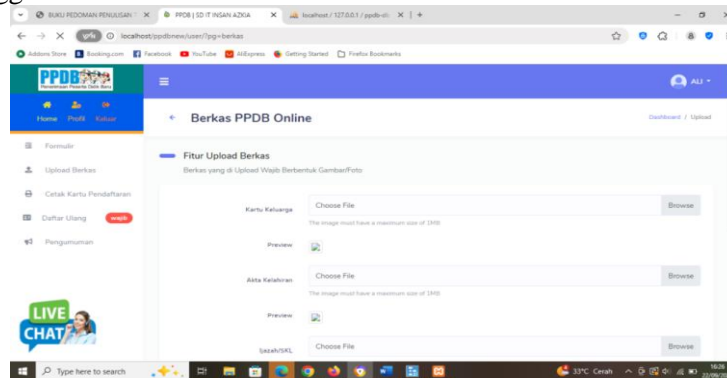 BUKU PEDOMAN PENULISAN T
PPDB | SD IT INSAN AZKIA
localhost / 127.0.0.1 / ppdb-di
localhost/ppdbnew/user/?pg=berkas
Addons Store Booking.com Facebook YouTube AliExpress Getting Started Firefox Bookmarks
PPDB
Penerimaan Peserta Didik Baru
ALI
Home Profil Keluar
Berkas PPDB Online
Dashboard / Upload
Formulir
Upload Berkas
Cetak Kartu Pendaftaran
Daftar Ulang wajib
Pengumuman
Fitur Upload Berkas
Berkas yang di Upload Wajib Berbentuk Gambar/Foto
Kartu Keluarga Choose File Browse
The image must have a maximum size of 1MB
Preview
Akta Kelahiran Choose File Browse
The image must have a maximum size of 1MB
Preview
Ijazah/SKL Choose File Browse
LIVE
CHAT
Type here to search
33°C Cerah
16:26